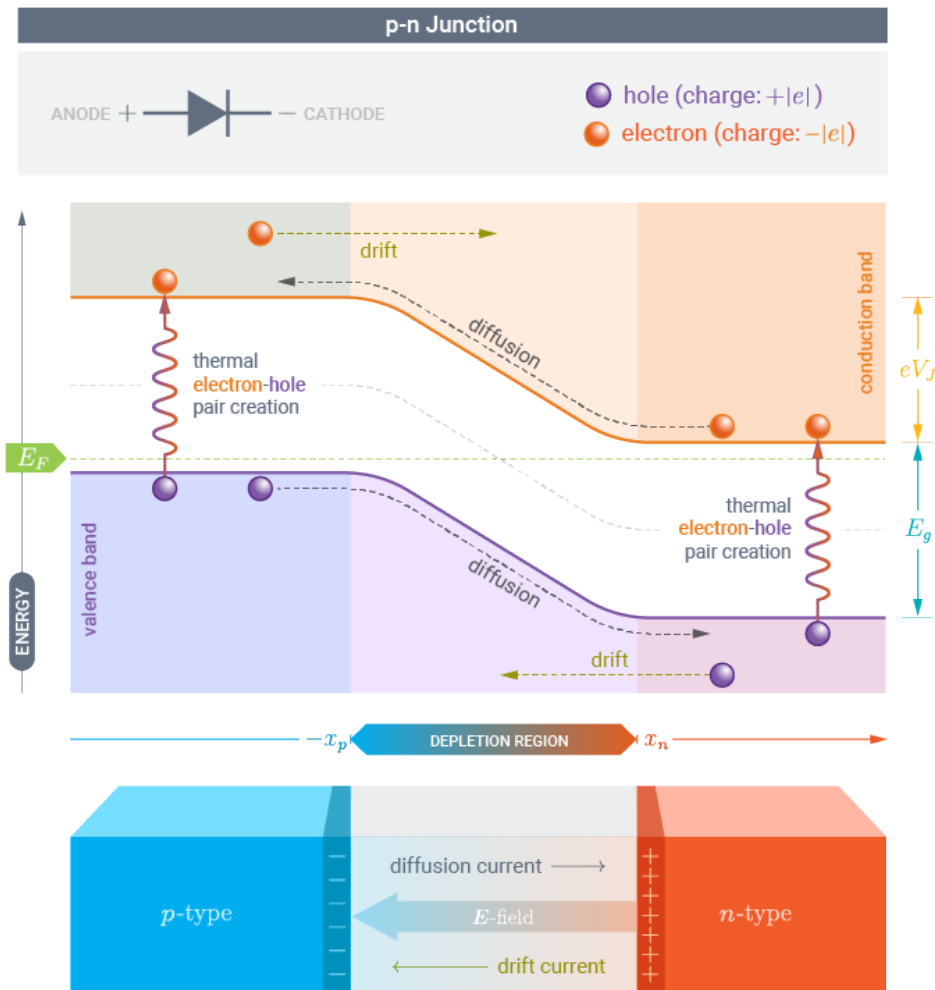 p-n Junction
ANODE + − CATHODE
hole (charge: +|e|)
electron (charge: −|e|)
drift
diffusion
conduction band
eV_J
thermal
electron-hole
pair creation
E_F
thermal
electron-hole
pair creation
E_g
valence band
diffusion
ENERGY
drift
−x_p
DEPLETION REGION
x_n
diffusion current
p-type
E-field
n-type
drift current
− − − − − −
+ + + + + + +